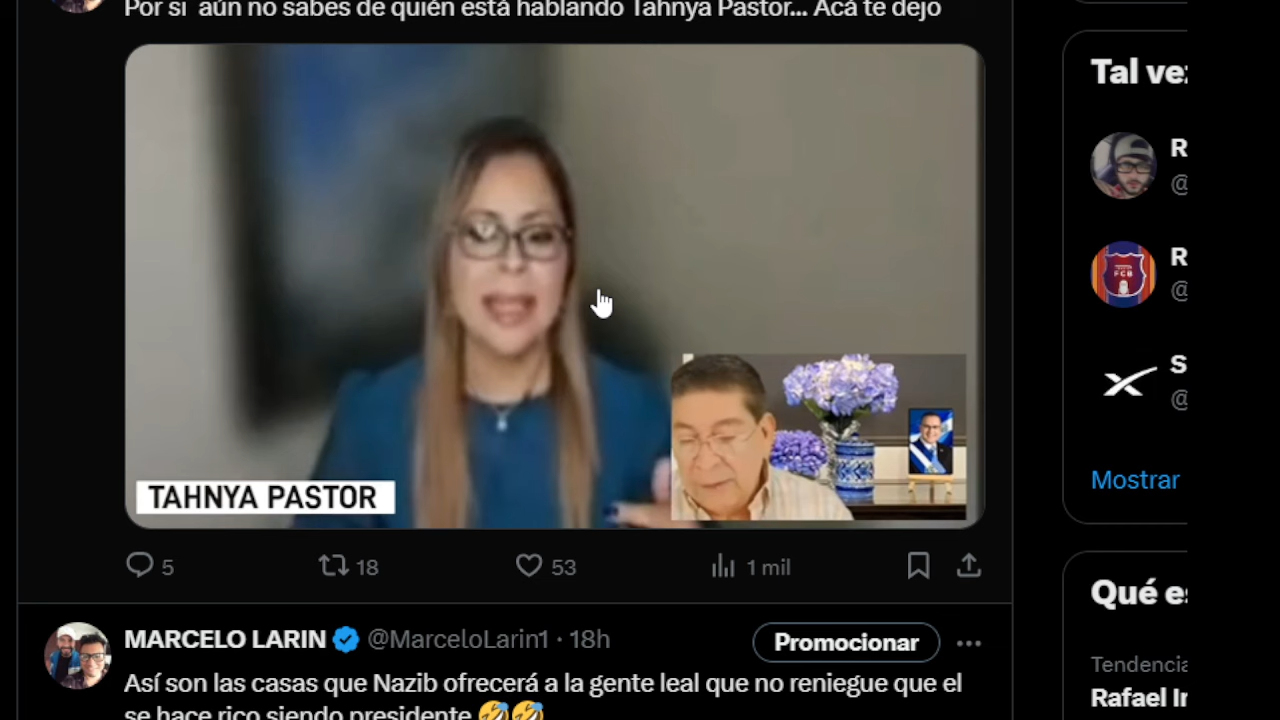 Por si aún no sabes de quién está hablando Tahnya Pastor... Acá te dejo
TAHNYA PASTOR
5
18
53
1 mil
MARCELO LARIN @MarceloLarin1 · 18h
Promocionar
Así son las casas que Nazib ofrecerá a la gente leal que no reniegue que el
se hace rico siendo presidente 🤣🤣
Tal vez
R
@
R
@
FCB
S
@
Mostrar
Qué es
Tendencia
Rafael